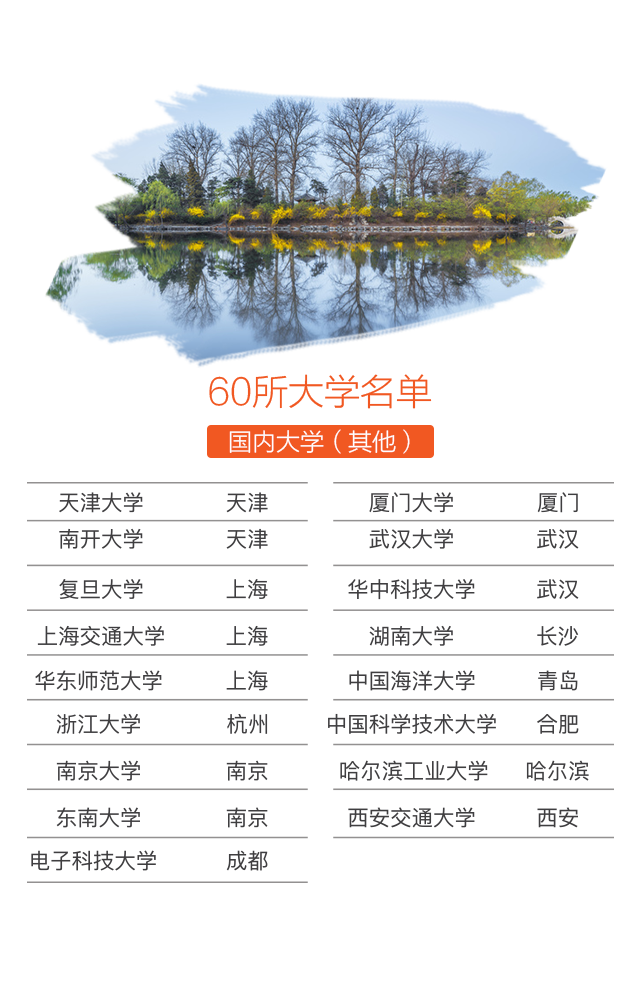 60所大学名单
国内大学（其他）
天津大学 天津
南开大学 天津
复旦大学 上海
上海交通大学 上海
华东师范大学 上海
浙江大学 杭州
南京大学 南京
东南大学 南京
电子科技大学 成都
厦门大学 厦门
武汉大学 武汉
华中科技大学 武汉
湖南大学 长沙
中国海洋大学 青岛
中国科学技术大学 合肥
哈尔滨工业大学 哈尔滨
西安交通大学 西安